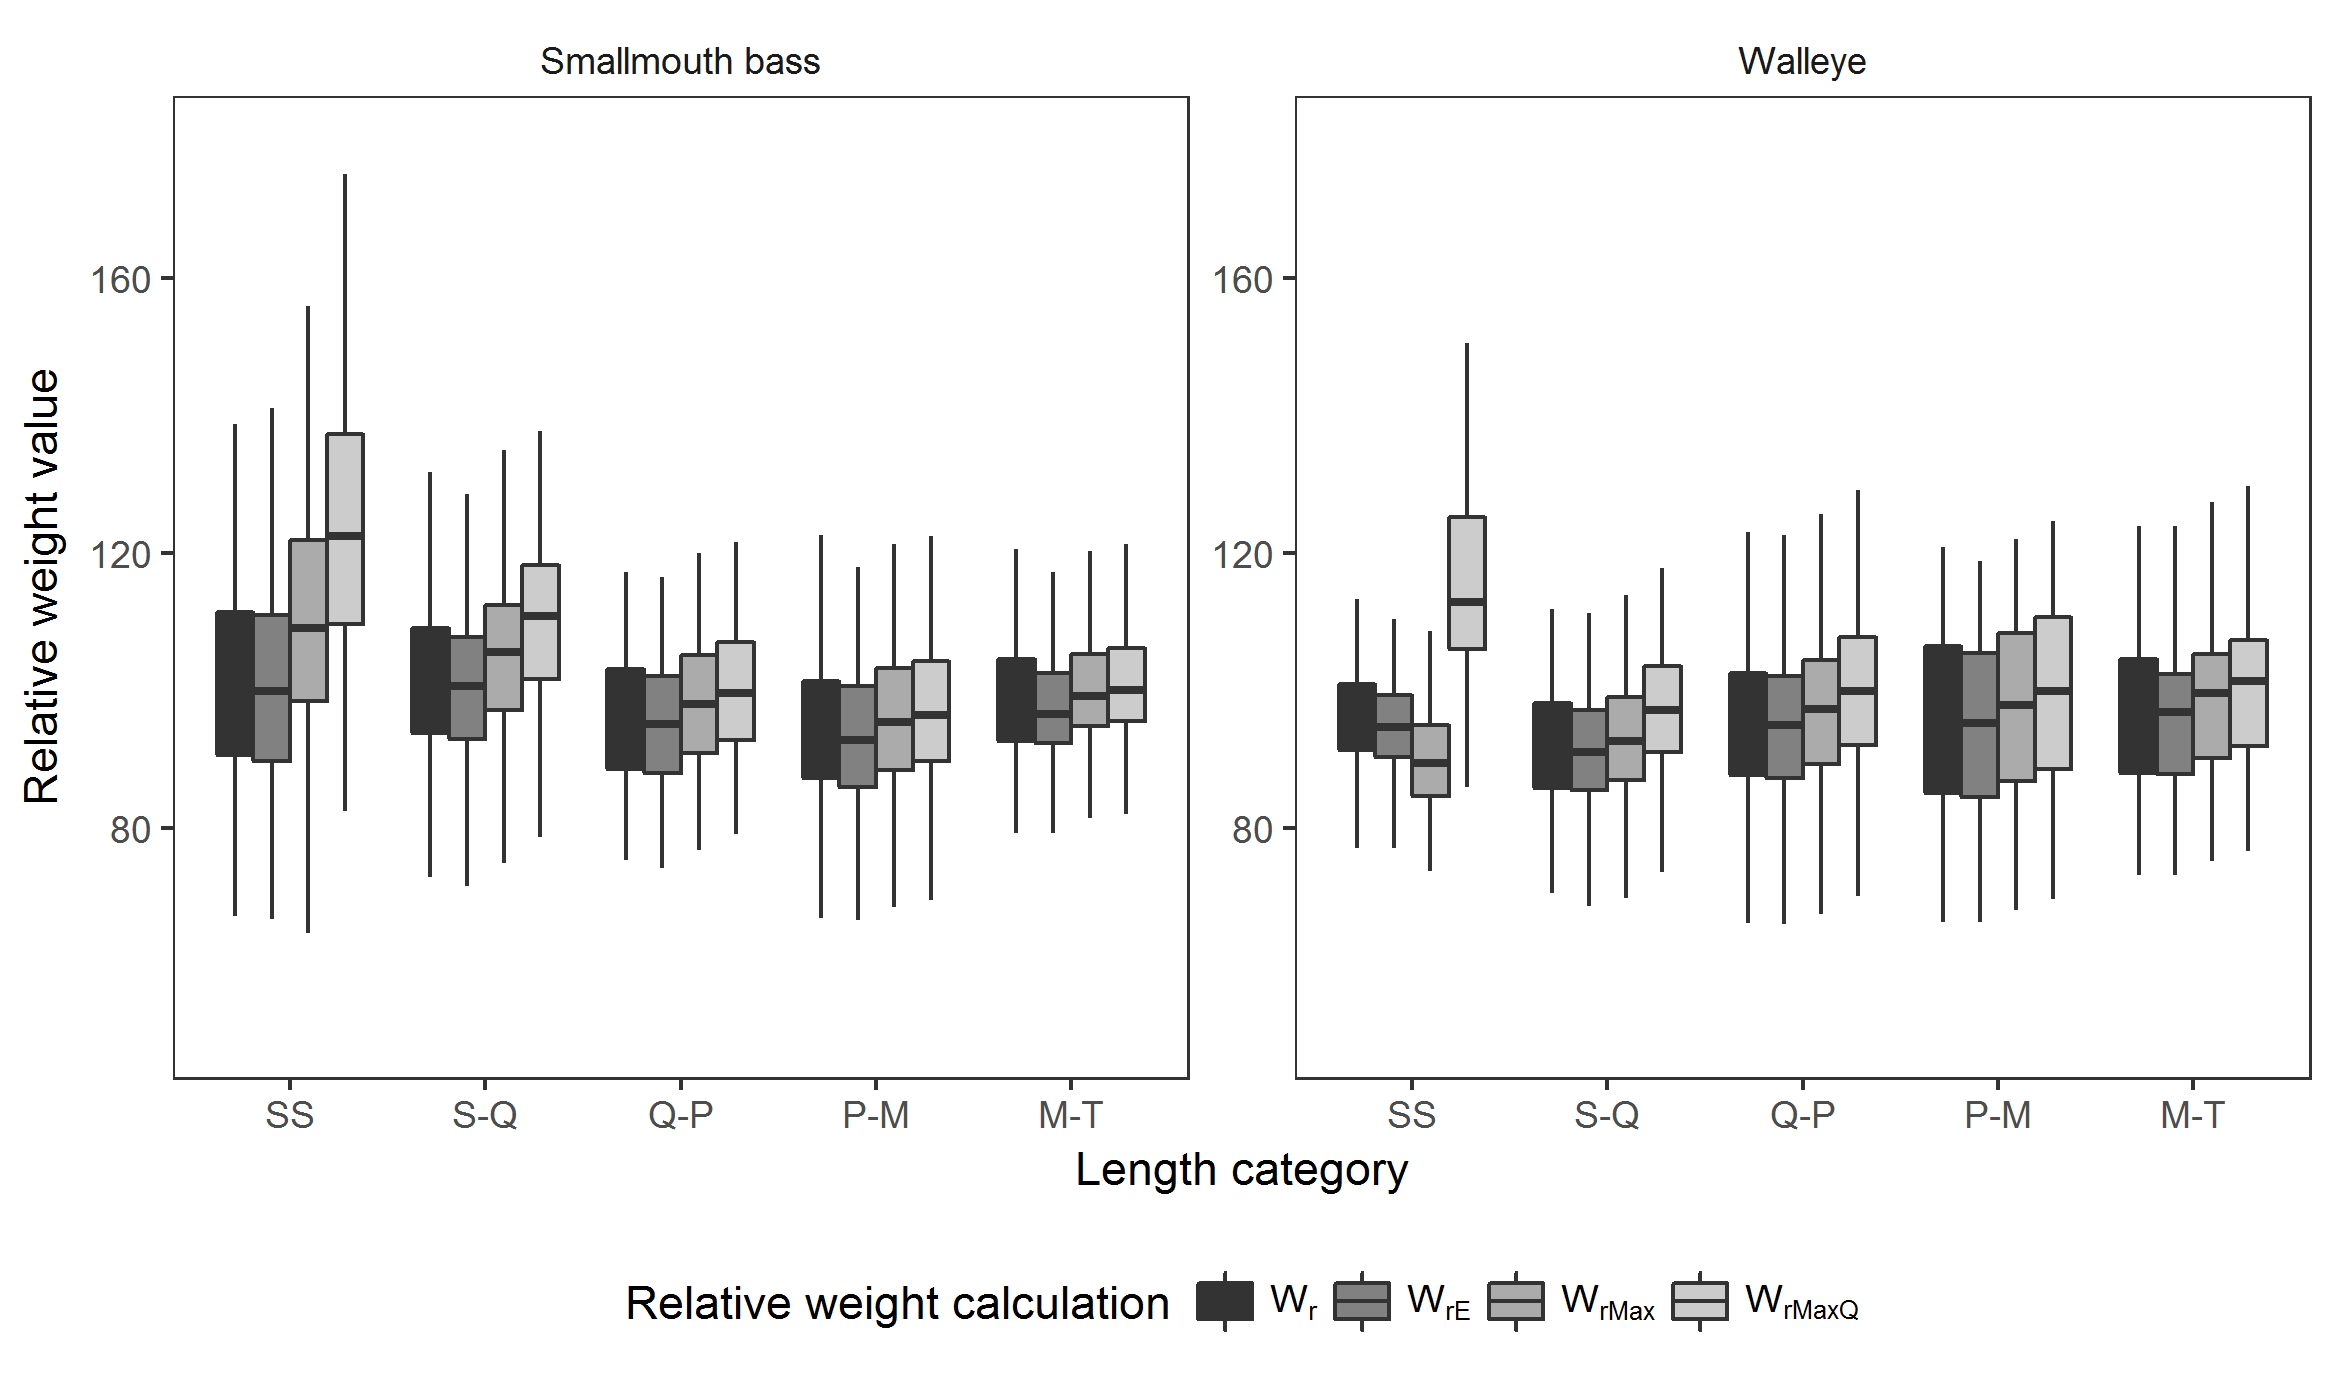 Smallmouth bass
Walleye
Relative weight value
160
120
80
160
120
80
SS S-Q Q-P P-M M-T
SS S-Q Q-P P-M M-T
Length category
Relative weight calculation Wr WrE WrMax WrMaxQ